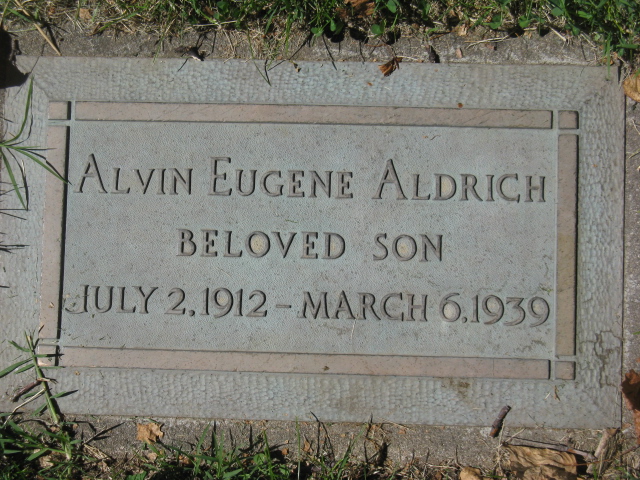 Alvin Eugene Aldrich
BELOVED SON
JULY 2, 1912 – MARCH 6, 1939